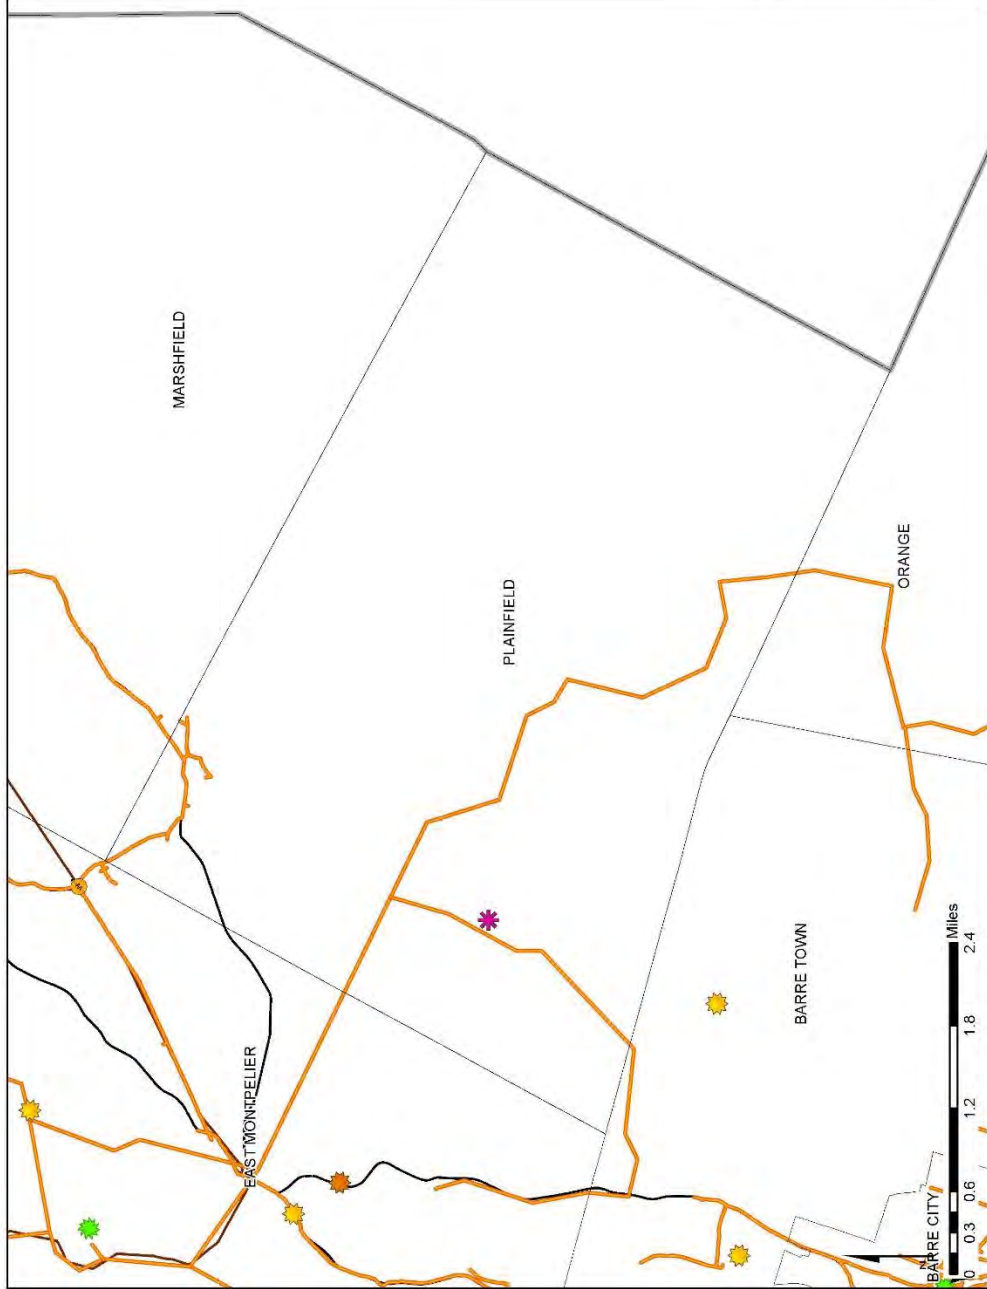 MARSHFIELD
PLAINFIELD
EAST MONTPELIER
ORANGE
BARRE TOWN
BARRE CITY
N
0 0.3 0.6 1.2 1.8 2.4
Miles